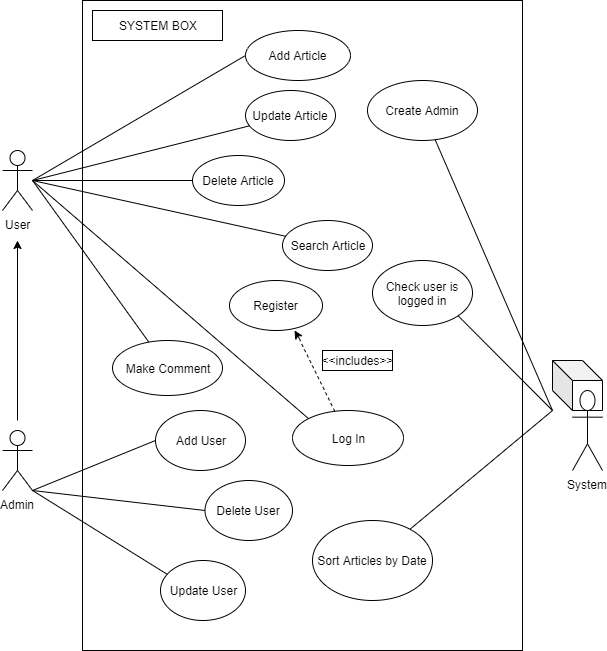 SYSTEM BOX
Add Article
Create Admin
Update Article
Delete Article
User
Search Article
Check user is
logged in
Register
<<includes>>
Make Comment
Add User
Log In
System
Admin
Delete User
Sort Articles by Date
Update User